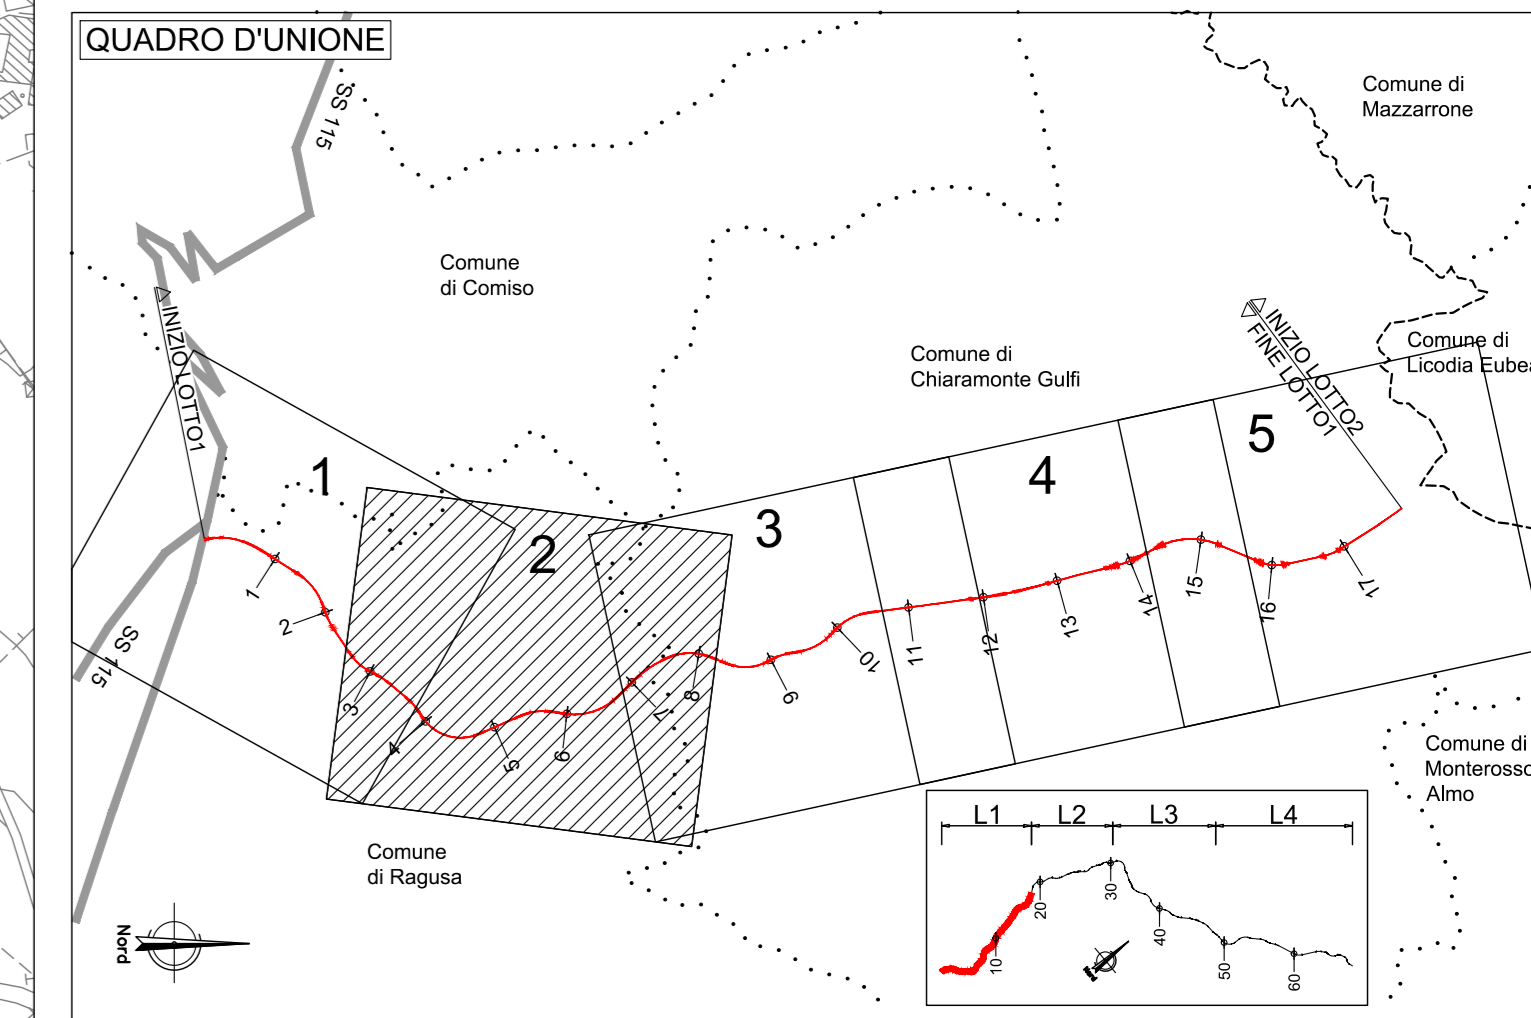 QUADRO D'UNIONE
SS 115
Comune di
Mazzarrone
Comune
di Comiso
INIZIO LOTTO1
Comune di
Chiaramonte Gulfi
INIZIO LOTTO2
FINE LOTTO1
Comune di
Licodia Eubea
1
2
3
4
5
1
2
3
4
5
6
7
8
9
10
11
12
13
14
15
16
17
SS 115
Comune di
Monterosso
Almo
Comune
di Ragusa
Nord
L1 L2 L3 L4
10
20
30
40
50
60